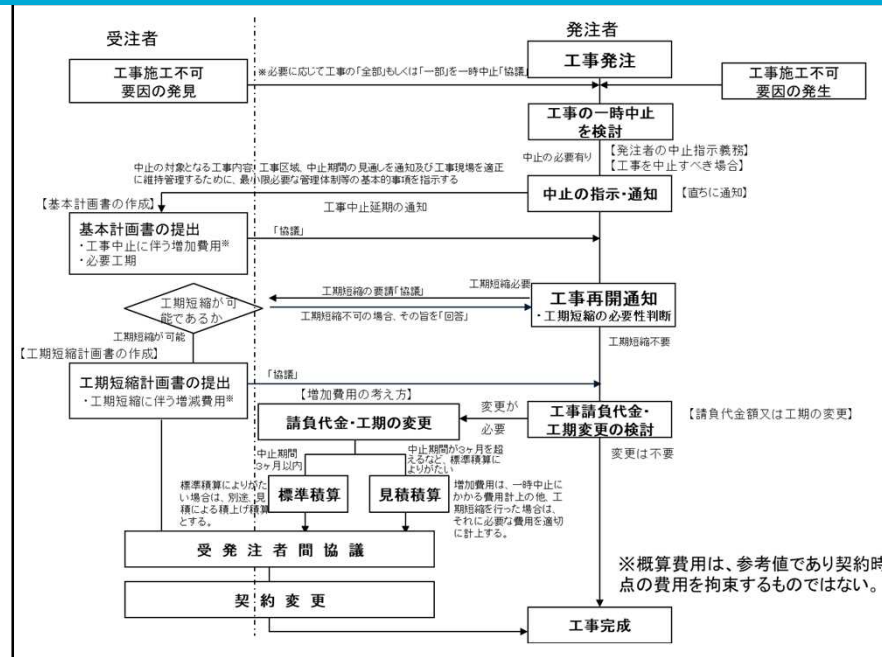 受注者
発注者
工事施工不可
要因の発見
※必要に応じて工事の「全部」もしくは「一部」を一時中止「協議」
工事発注
工事施工不可
要因の発生
工事の一時中止
を検討
中止の必要有り
【発注者の中止指示義務】
【工事を中止すべき場合】
中止の対象となる工事内容、工事区域、中止期間の見通しを通知及び工事現場を適正
に維持管理するために、最小限必要な管理体制等の基本的事項を指示する
中止の指示・通知
【直ちに通知】
【基本計画書の作成】
工事中止延期の通知
基本計画書の提出
・工事中止に伴う増加費用※
・必要工期
「協議」
工期短縮が可
能であるか
工期短縮の要請「協議」
工期短縮必要
工期短縮不可の場合、その旨を「回答」
工事再開通知
・工期短縮の必要性判断
工期短縮が可能
工期短縮不要
【工期短縮計画書の作成】
工期短縮計画書の提出
・工期短縮に伴う増減費用※
「協議」
【増加費用の考え方】
請負代金・工期の変更
変更が
必要
工事請負代金・
工期変更の検討
【請負代金額又は工期の変更】
変更は不要
中止期間
3ヶ月以内
中止期間が3ヶ月を超
えるなど、標準積算に
よりがたい
標準積算によりがた
い場合は、別途、見
積による積上げ積算
とする。
標準積算
見積積算
増加費用は、一時中止に
かかる費用計上の他、工
期短縮を行った場合は、
それに必要な費用を適切
に計上する。
受発注者間協議
※概算費用は、参考値であり契約時
点の費用を拘束するものではない。
契約変更
工事完成